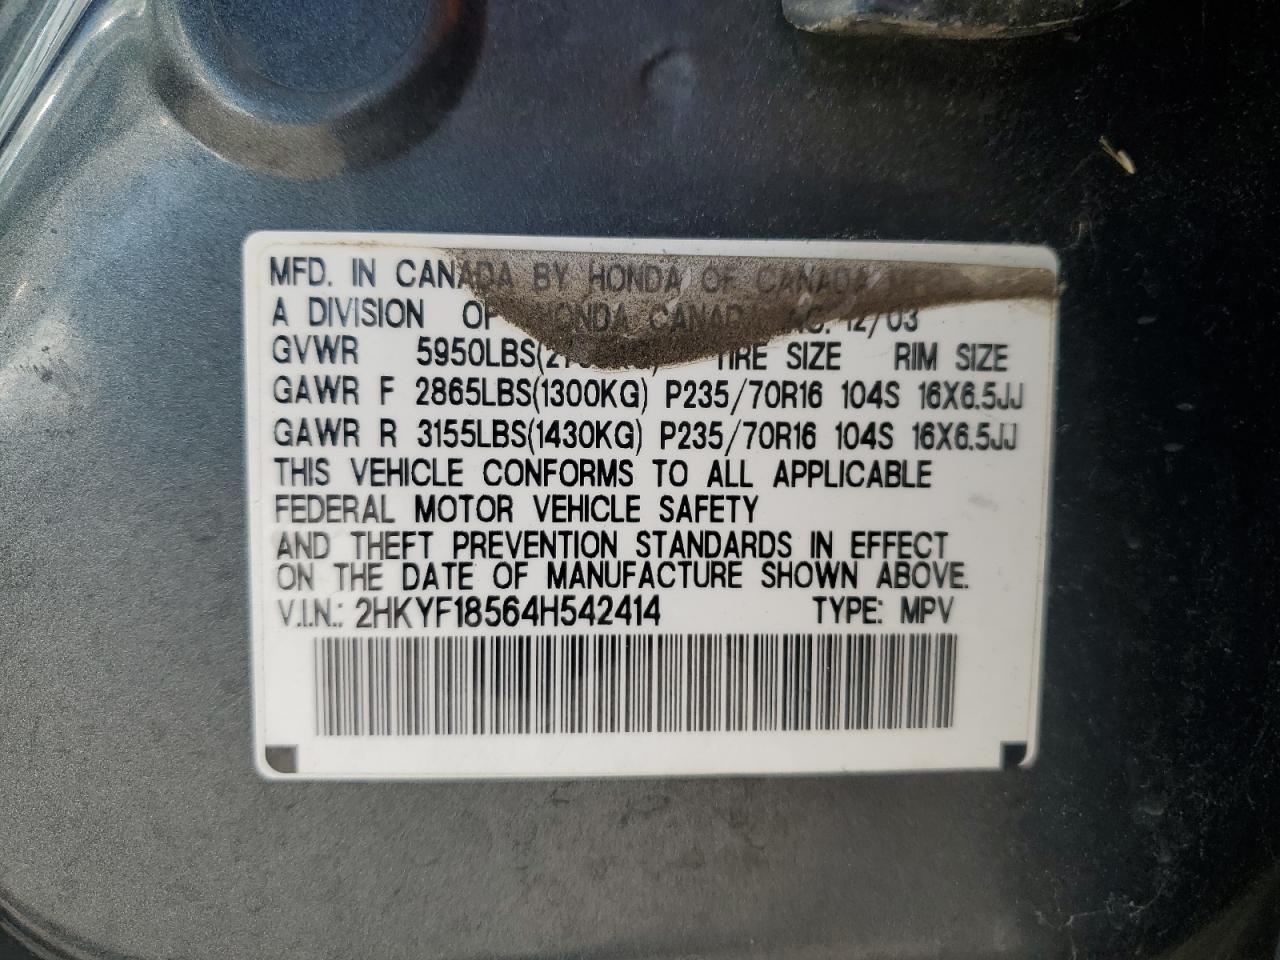 MFD. IN CANADA BY HONDA OF CANADA
A DIVISION OF HONDA CANADA INC. 12/03
GVWR 5950LBS( TIRE SIZE RIM SIZE
GAWR F 2865LBS(1300KG) P235/70R16 104S 16X6.5JJ
GAWR R 3155LBS(1430KG) P235/70R16 104S 16X6.5JJ
THIS VEHICLE CONFORMS TO ALL APPLICABLE
FEDERAL MOTOR VEHICLE SAFETY
AND THEFT PREVENTION STANDARDS IN EFFECT
ON THE DATE OF MANUFACTURE SHOWN ABOVE.
V.I.N.: 2HKYF18564H542414 TYPE: MPV